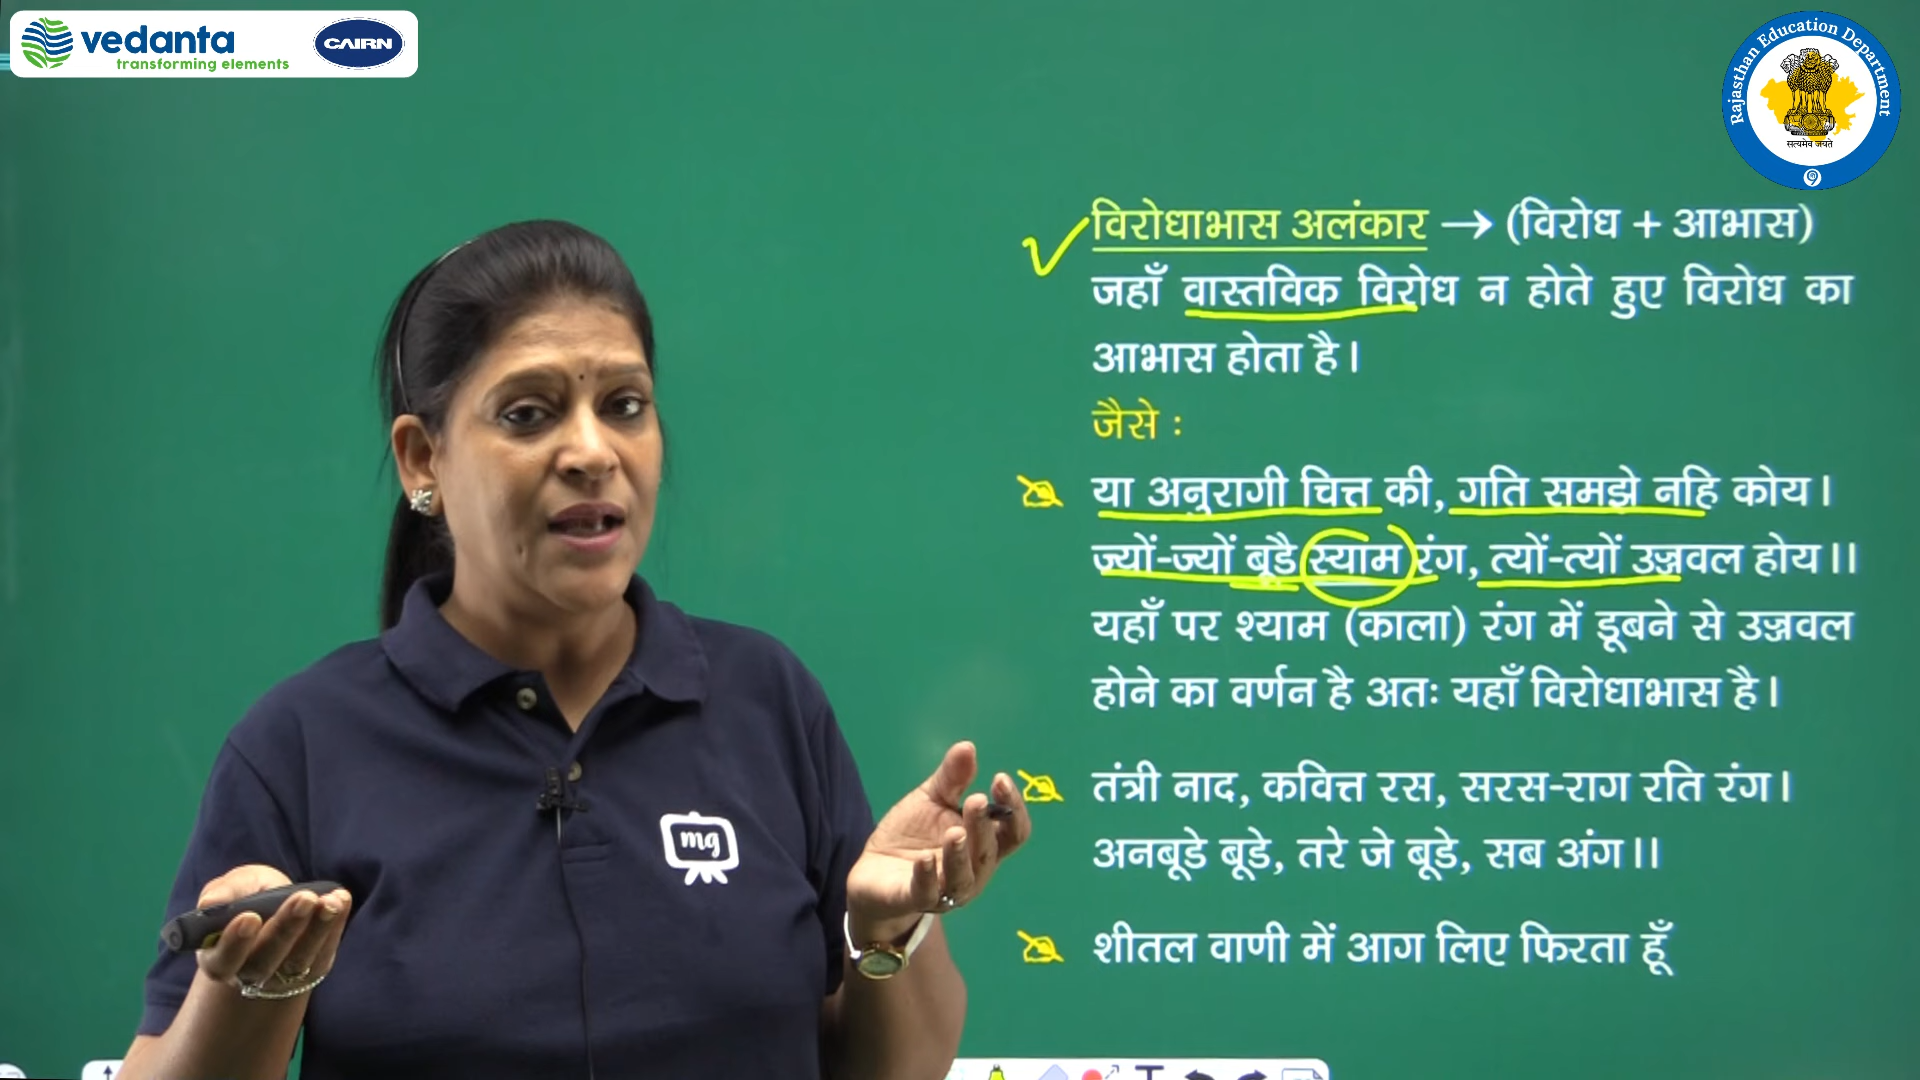 vedanta
transforming elements
CAIRN
Rajasthan Education Department
सत्यमेव जयते
विरोधाभास अलंकार → (विरोध + आभास)
जहाँ वास्तविक विरोध न होते हुए विरोध का
आभास होता है।
जैसे :
या अनुरागी चित्त की, गति समझे नहि कोय।
ज्यों-ज्यों बूडै स्याम रंग, त्यों-त्यों उज्जवल होय।।
यहाँ पर श्याम (काला) रंग में डूबने से उज्जवल
होने का वर्णन है अतः यहाँ विरोधाभास है।
तंत्री नाद, कवित्त रस, सरस-राग रति रंग।
अनबूडे बूडे, तरे जे बूडे, सब अंग।।
शीतल वाणी में आग लिए फिरता हूँ
mg